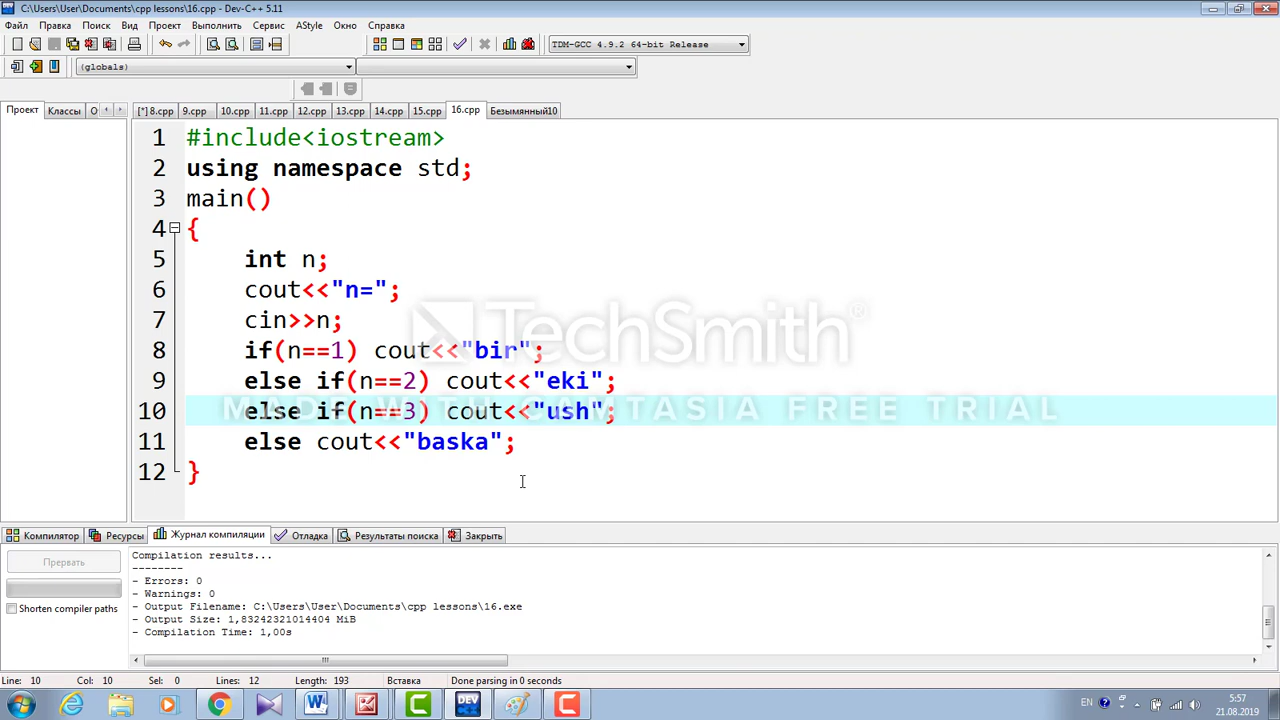 C:\Users\User\Documents\cpp lessons\16.cpp - Dev-C++ 5.11
Файл Правка Поиск Вид Проект Выполнить Сервис AStyle Окно Справка
TDM-GCC 4.9.2 64-bit Release
(globals)
Проект Классы О [*] 8.cpp 9.cpp 10.cpp 11.cpp 12.cpp 13.cpp 14.cpp 15.cpp 16.cpp Безымянный10
1 #include<iostream>
2 using namespace std;
3 main()
4 {
5 int n;
6 cout<<"n=";
7 cin>>n;
TechSmith®
8 if(n==1) cout<<"bir";
9 else if(n==2) cout<<"eki";
10 else if(n==3) cout<<"ush";
MADE WITH CAMTASIA FREE TRIAL
11 else cout<<"baska";
12 }
Компилятор Ресурсы Журнал компиляции Отладка Результаты поиска Закрыть
Прервать
Shorten compiler paths
Compilation results...
--------
- Errors: 0
- Warnings: 0
- Output Filename: C:\Users\User\Documents\cpp lessons\16.exe
- Output Size: 1,83242321014404 MiB
- Compilation Time: 1,00s
Line: 10 Col: 10 Sel: 0 Lines: 12 Length: 193 Вставка Done parsing in 0 seconds
EN 5:57
21.08.2019